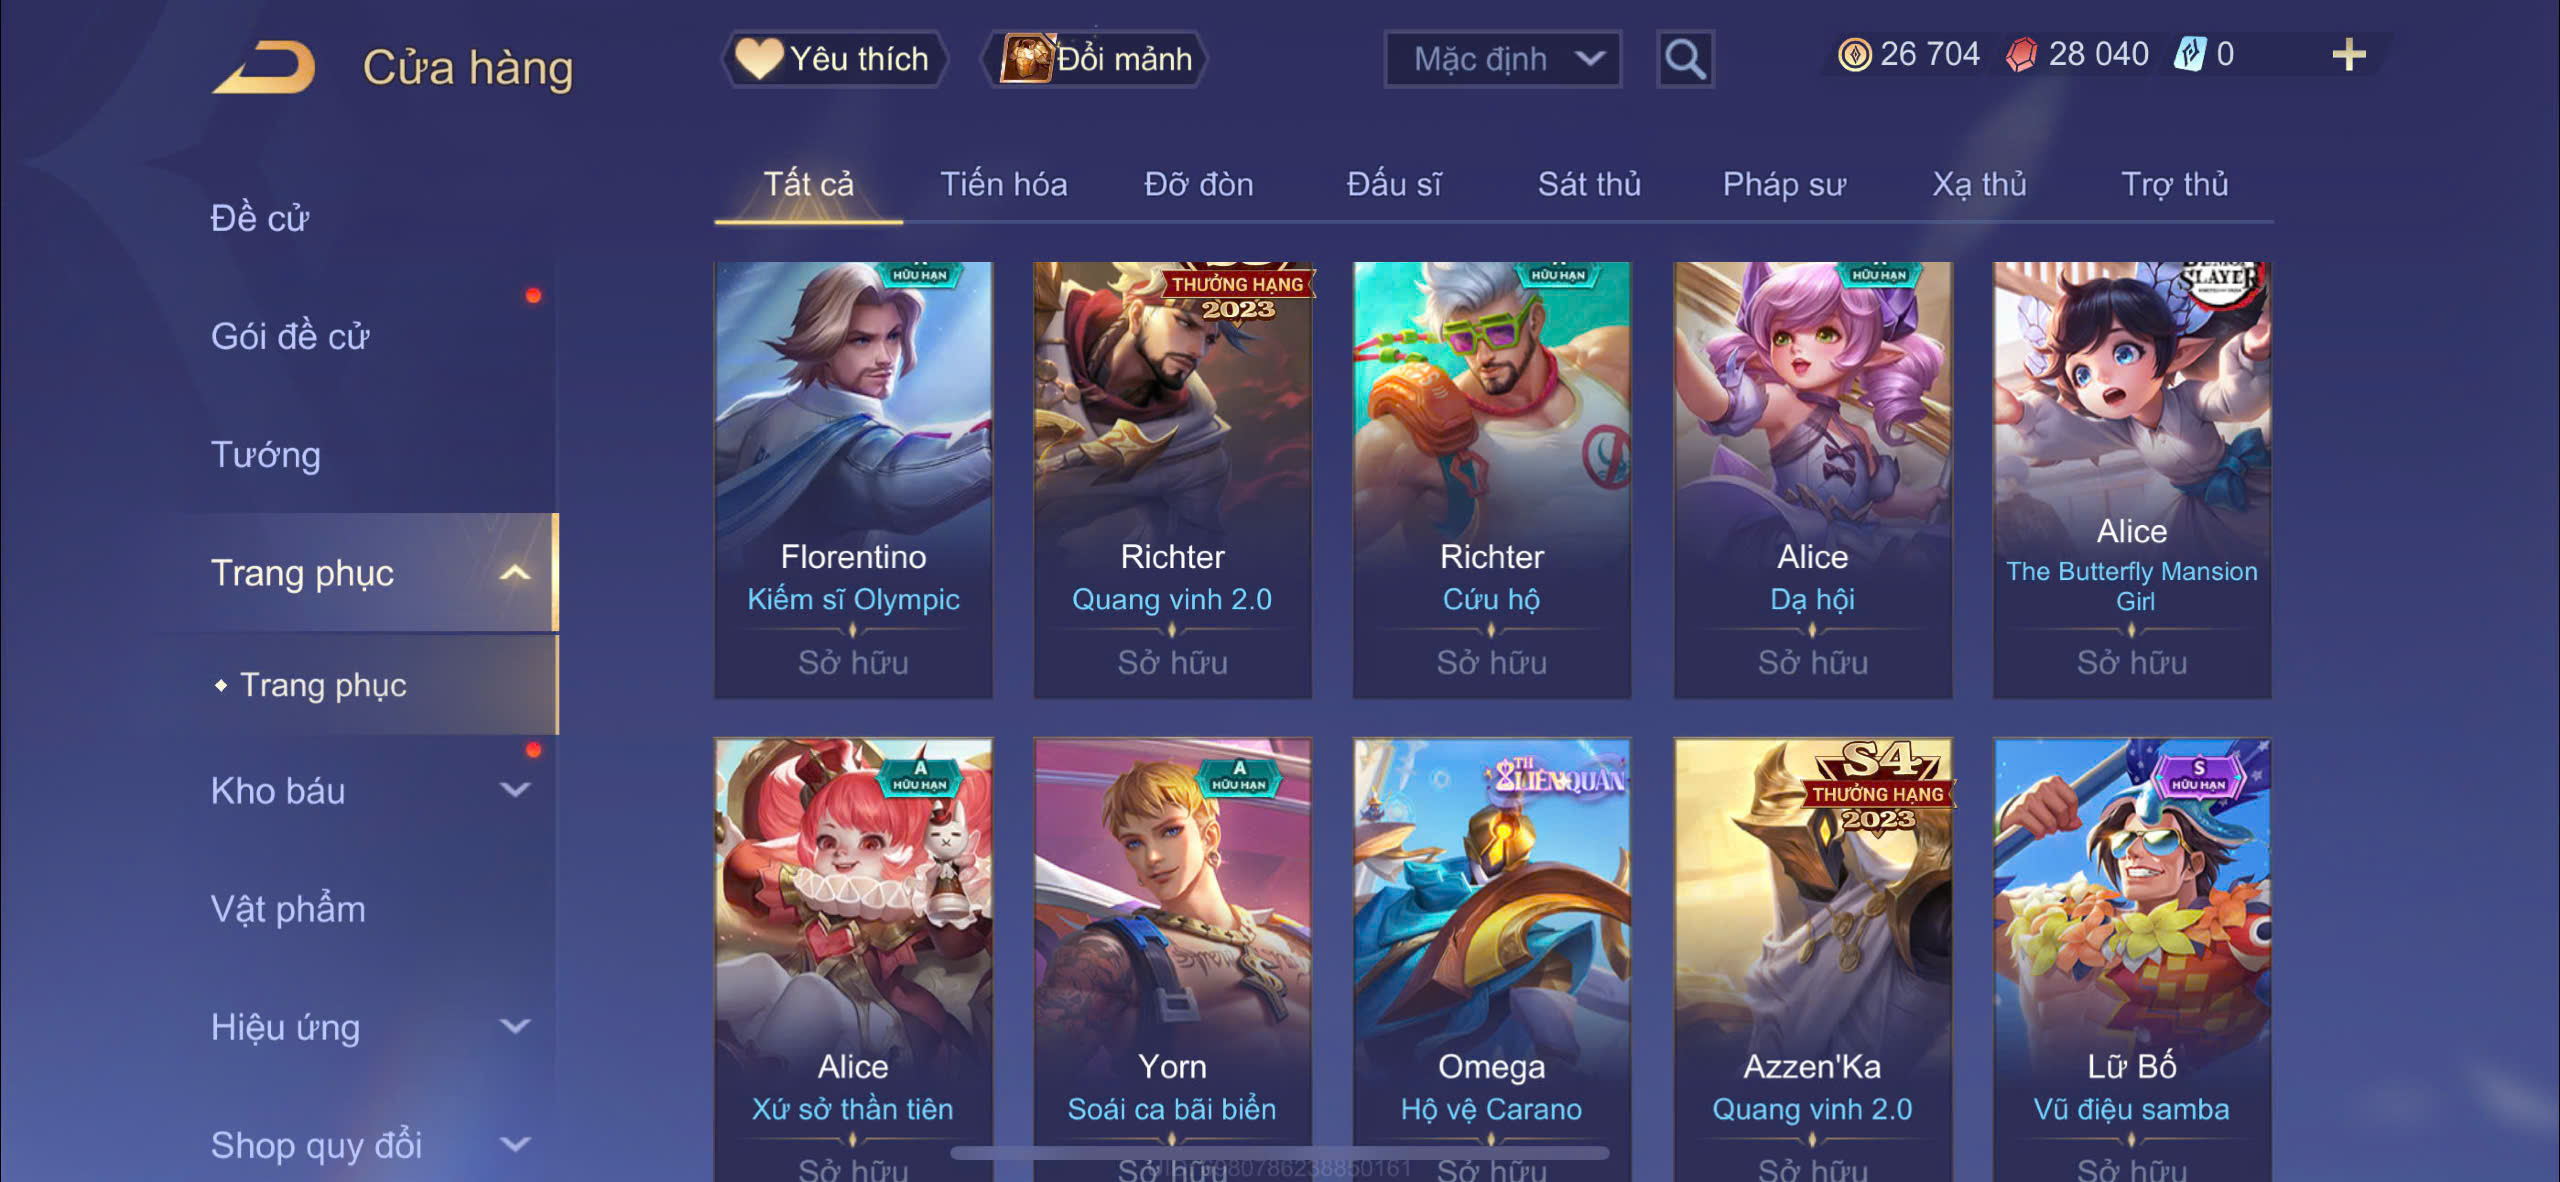 Cửa hàng
Yêu thích
Đổi mảnh
Mặc định
26 704
28 040
0
Đề cử
Gói đề cử
Tướng
Trang phục
Trang phục
Kho báu
Vật phẩm
Hiệu ứng
Shop quy đổi
Tất cả
Tiến hóa
Đỡ đòn
Đấu sĩ
Sát thủ
Pháp sư
Xạ thủ
Trợ thủ
HỮU HẠN
Florentino
Kiếm sĩ Olympic
Sở hữu
THƯỞNG HẠNG
2023
Richter
Quang vinh 2.0
Sở hữu
HỮU HẠN
Richter
Cứu hộ
Sở hữu
HỮU HẠN
Alice
Dạ hội
Sở hữu
SLAYER
Alice
The Butterfly Mansion
Girl
Sở hữu
A
HỮU HẠN
Alice
Xứ sở thần tiên
Sở hữu
A
HỮU HẠN
Yorn
Soái ca bãi biển
Sở hữu
TH
8 LIÊN QUÂN
Omega
Hộ vệ Carano
Sở hữu
S4
THƯỞNG HẠNG
2023
Azzen'Ka
Quang vinh 2.0
Sở hữu
S
HỮU HẠN
Lữ Bố
Vũ điệu samba
Sở hữu